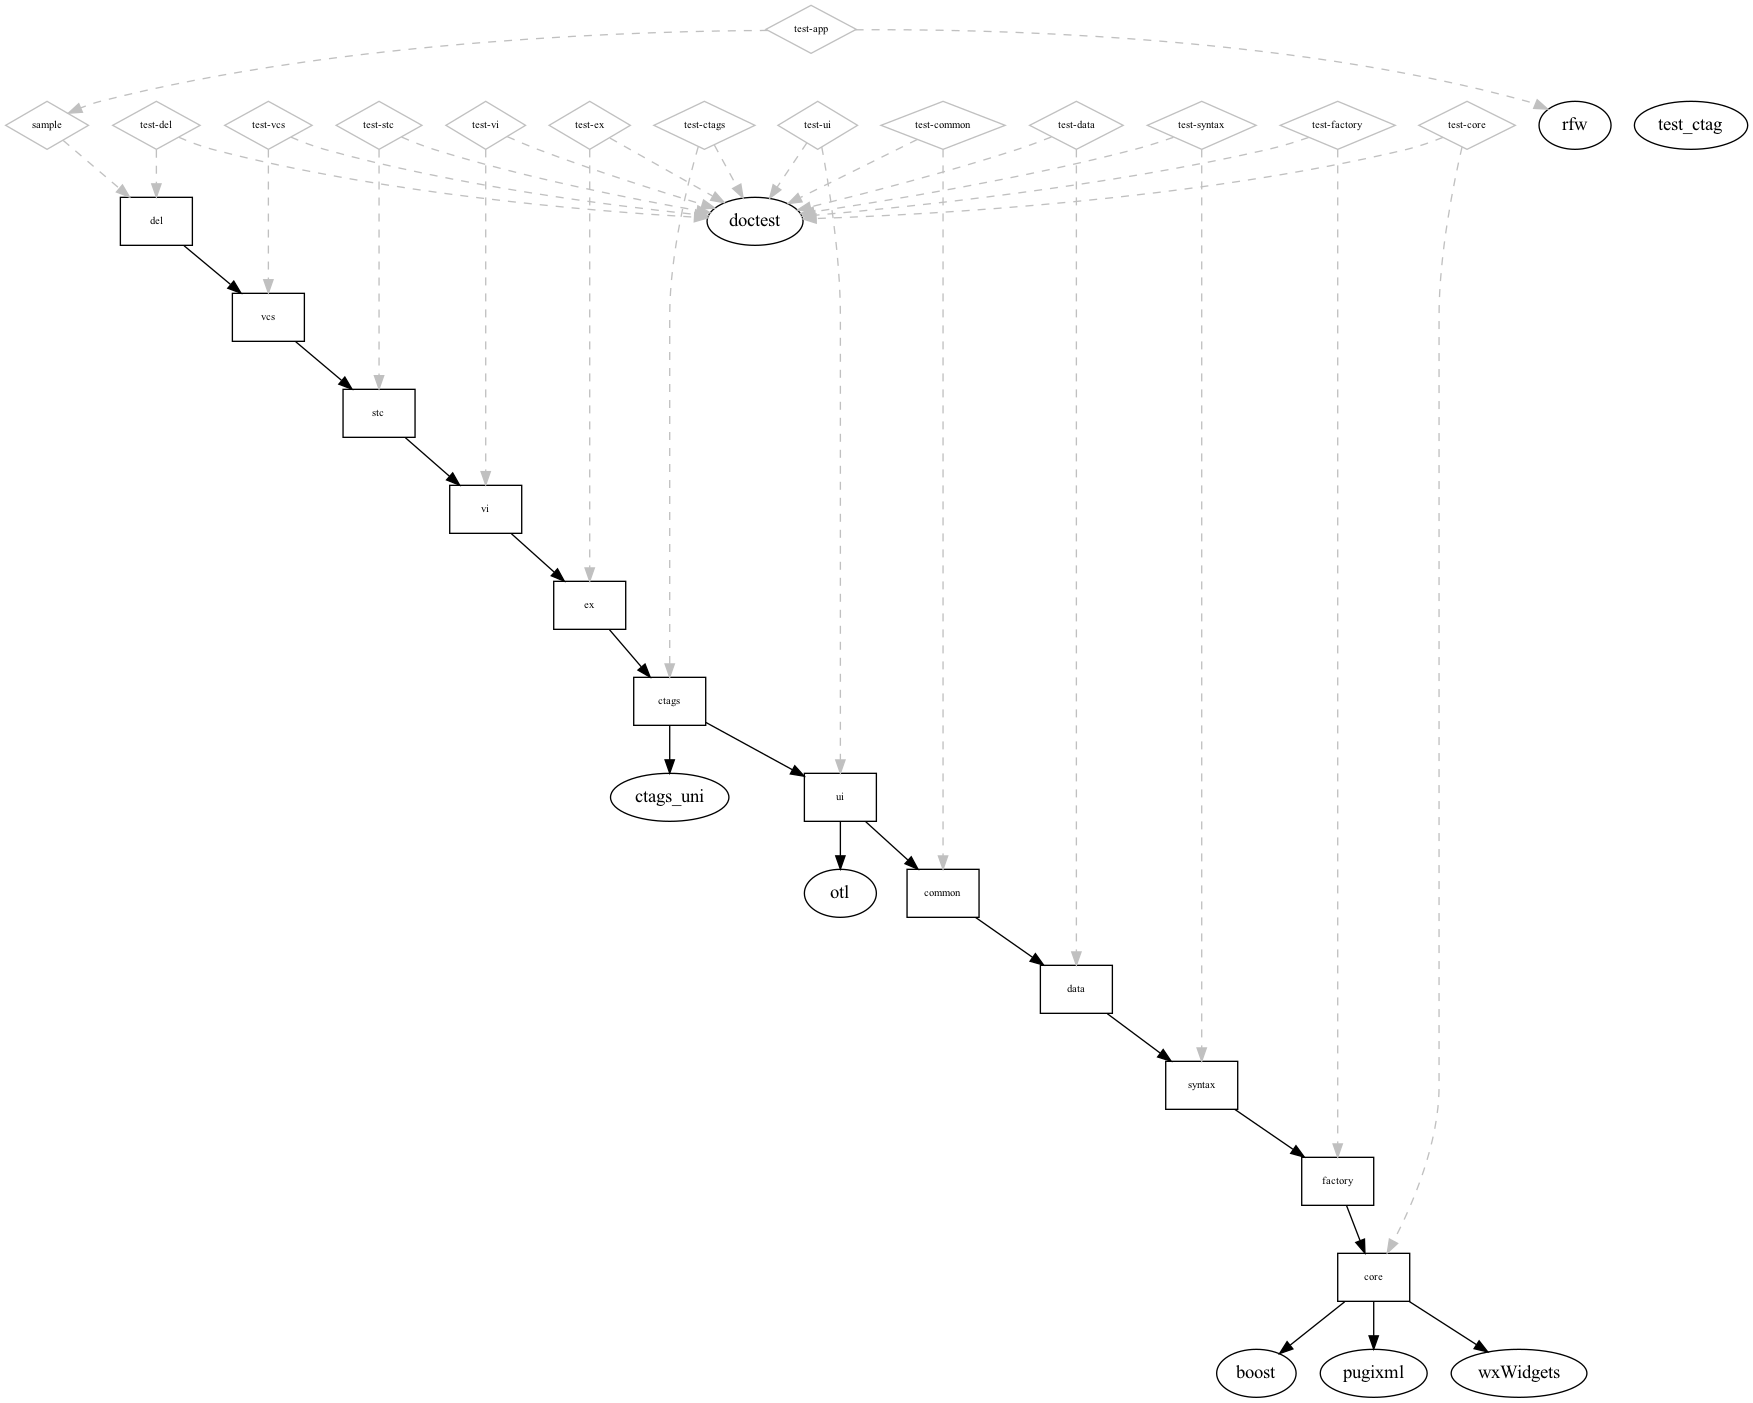 test-app
sample
test-del
test-vcs
test-stc
test-vi
test-ex
test-ctags
test-ui
test-common
test-data
test-syntax
test-factory
test-core
rfw
test_ctag
del
doctest
vcs
stc
vi
ex
ctags
ctags_uni
ui
otl
common
data
syntax
factory
core
boost
pugixml
wxWidgets